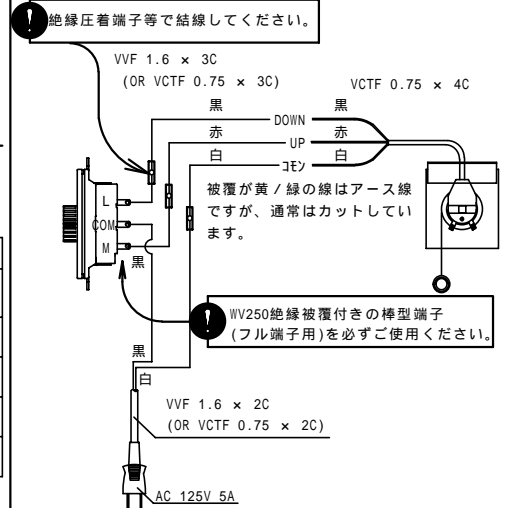 絶縁圧着端子等で結線してください。
VVF 1.6 × 3C
(OR VCTF 0.75 × 3C)
VCTF 0.75 × 4C
黒 DOWN 黒
赤 UP 赤
白 コモン 白
被覆が黄/緑の線はアース線
ですが、通常はカットしてい
ます。
L
COM
M
黒
WV250絶縁被覆付きの棒型端子
(フル端子用)を必ずご使用ください。
黒
白
VVF 1.6 × 2C
(OR VCTF 0.75 × 2C)
AC 125V 5A